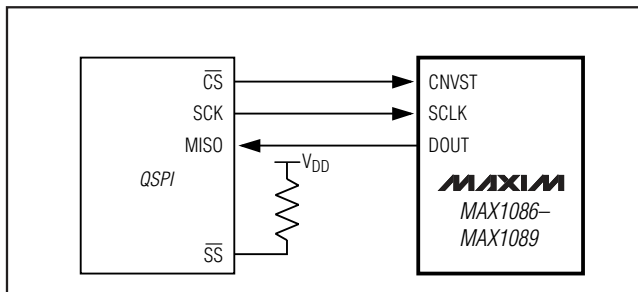 CS CNVST
SCK SCLK
MISO DOUT
VDD
QSPI
MAXIM
MAX1086–
MAX1089
SS